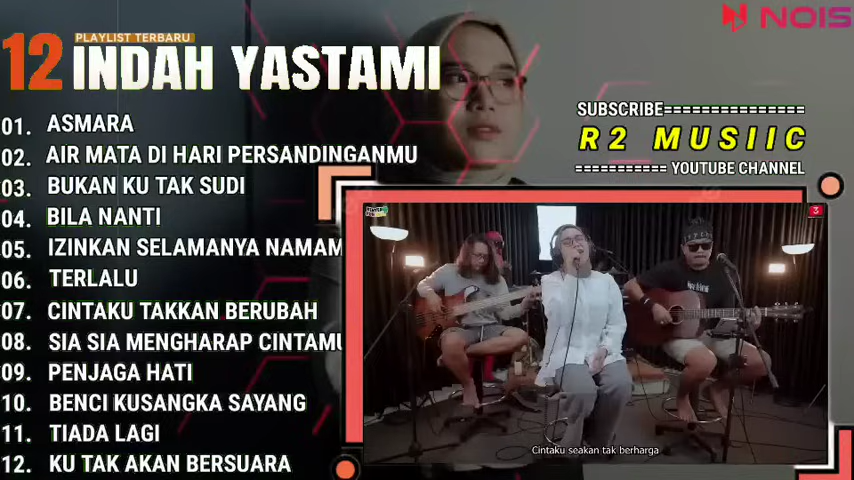 NOIS
PLAYLIST TERBARU
12 INDAH YASTAMI
SUBSCRIBE===============
R2 MUSIIC
=========== YOUTUBE CHANNEL
01. ASMARA
02. AIR MATA DI HARI PERSANDINGANMU
03. BUKAN KU TAK SUDI
04. BILA NANTI
05. IZINKAN SELAMANYA NAMAM
06. TERLALU
07. CINTAKU TAKKAN BERUBAH
08. SIA SIA MENGHARAP CINTAMU
09. PENJAGA HATI
10. BENCI KUSANGKA SAYANG
11. TIADA LAGI
12. KU TAK AKAN BERSUARA
3
Cintaku seakan tak berharga